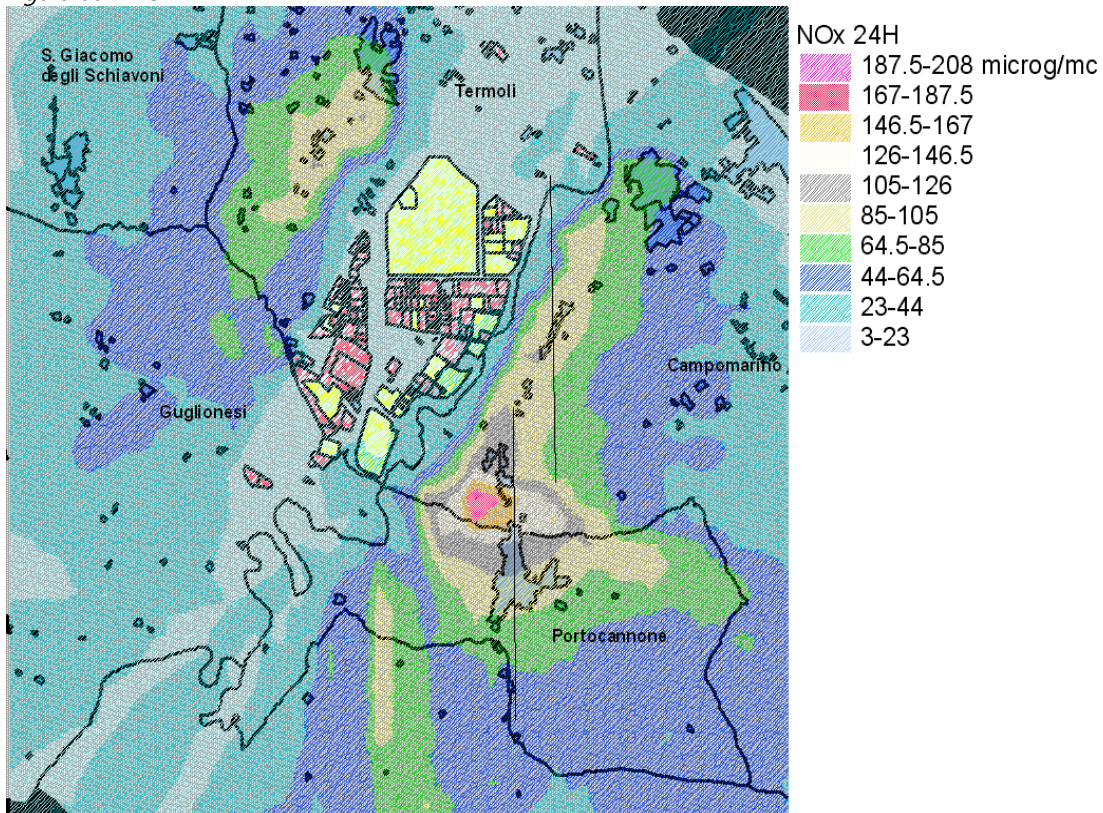 S. Giacomo
degli Schiavoni
Termoli
Campomarino
Guglionesi
Portocannone
NOx 24H
187.5-208 microg/mc
167-187.5
146.5-167
126-146.5
105-126
85-105
64.5-85
44-64.5
23-44
3-23